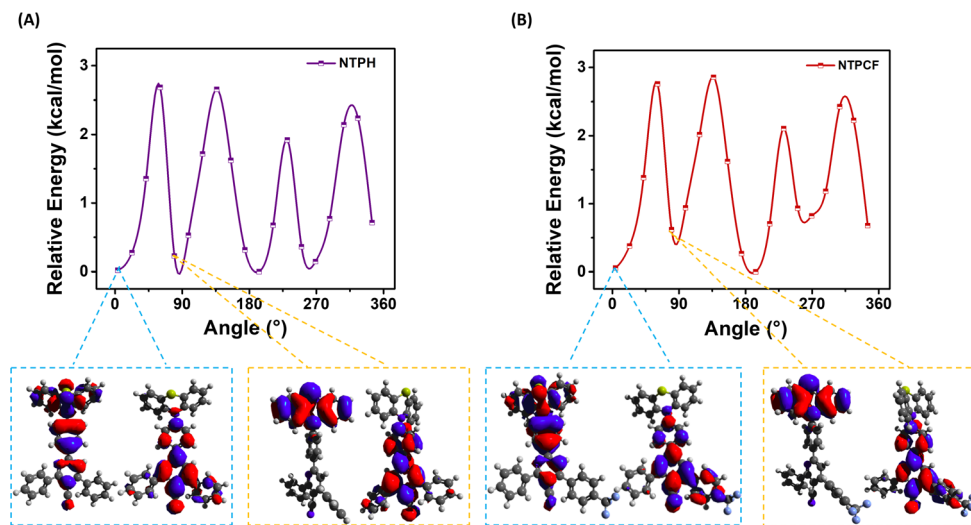 (A)
(B)
NTPH
Relative Energy (kcal/mol)
3
2
1
0
0
90
180
270
360
Angle (°)
NTPCF
Relative Energy (kcal/mol)
3
2
1
0
0
90
180
270
360
Angle (°)